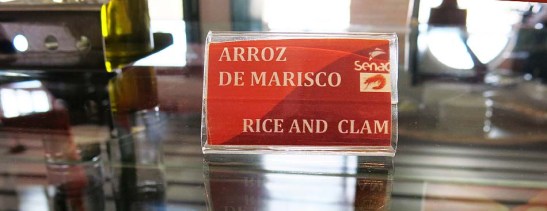 ARROZ
DE MARISCO
Senac
RICE AND CLAM